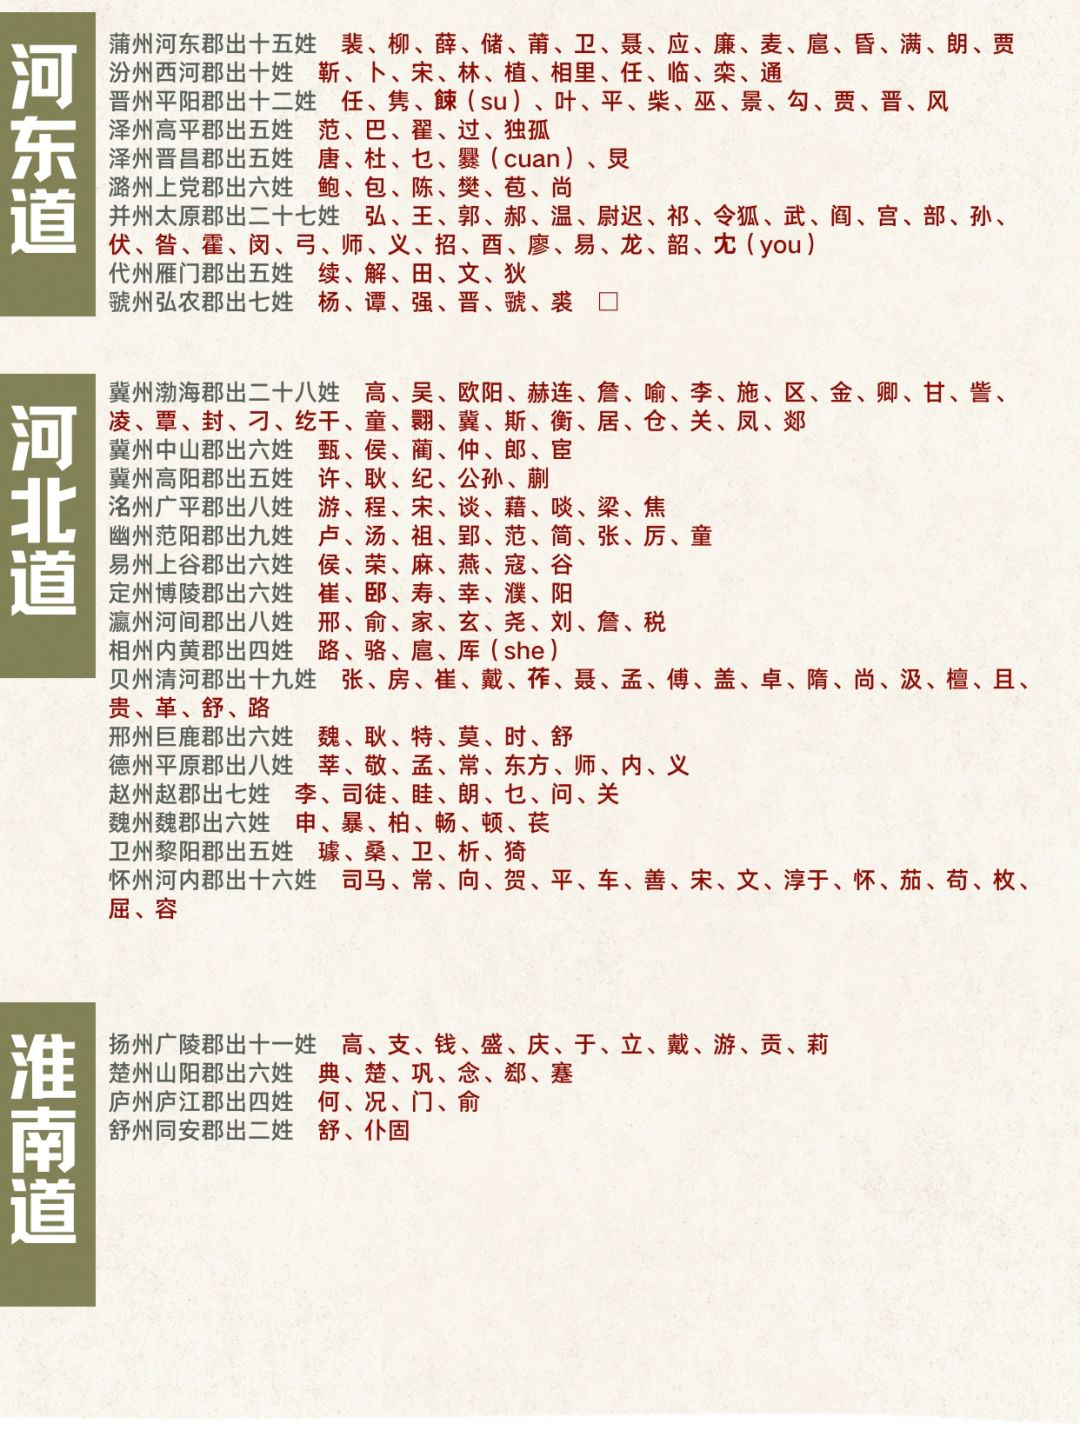 河东道
蒲州河东郡出十五姓 裴、柳、薛、储、莆、卫、聂、应、廉、麦、扈、昏、满、朗、贾
汾州西河郡出十姓 靳、卜、宋、林、植、相里、任、临、栾、通
晋州平阳郡出十二姓 任、隽、餗（su）、叶、平、柴、巫、景、勾、贾、晋、风
泽州高平郡出五姓 范、巴、翟、过、独孤
泽州晋昌郡出五姓 唐、杜、乜、爨（cuan）、炅
潞州上党郡出六姓 鲍、包、陈、樊、苞、尚
并州太原郡出二十七姓 弘、王、郭、郝、温、尉迟、祁、令狐、武、阎、宫、部、孙、
伏、昝、霍、闵、弓、师、义、招、酉、廖、易、龙、韶、冘（you）
代州雁门郡出五姓 续、解、田、文、狄
虢州弘农郡出七姓 杨、谭、强、晋、虢、裘 □
河北道
冀州渤海郡出二十八姓 高、吴、欧阳、赫连、詹、喻、李、施、区、金、卿、甘、訾、
凌、覃、封、刁、纥干、童、翾、冀、斯、衡、居、仓、关、凤、郯
冀州中山郡出六姓 甄、侯、蔺、仲、郎、宦
冀州高阳郡出五姓 许、耿、纪、公孙、蒯
洺州广平郡出八姓 游、程、宋、谈、藉、啖、梁、焦
幽州范阳郡出九姓 卢、汤、祖、郢、范、简、张、厉、童
易州上谷郡出六姓 侯、荣、麻、燕、寇、谷
定州博陵郡出六姓 崔、郘、寿、幸、濮、阳
瀛州河间郡出八姓 邢、俞、家、玄、尧、刘、詹、税
相州内黄郡出四姓 路、骆、扈、厍（she）
贝州清河郡出十九姓 张、房、崔、戴、莋、聂、孟、傅、盖、卓、隋、尚、汲、檀、且、
贵、革、舒、路
邢州巨鹿郡出六姓 魏、耿、特、莫、时、舒
德州平原郡出八姓 莘、敬、孟、常、东方、师、内、义
赵州赵郡出七姓 李、司徒、眭、朗、乜、问、关
魏州魏郡出六姓 申、暴、柏、畅、顿、苌
卫州黎阳郡出五姓 璩、桑、卫、析、猗
怀州河内郡出十六姓 司马、常、向、贺、平、车、善、宋、文、淳于、怀、茄、苟、枚、
屈、容
淮南道
扬州广陵郡出十一姓 高、支、钱、盛、庆、于、立、戴、游、贡、莉
楚州山阳郡出六姓 典、楚、巩、念、郄、蹇
庐州庐江郡出四姓 何、况、门、俞
舒州同安郡出二姓 舒、仆固